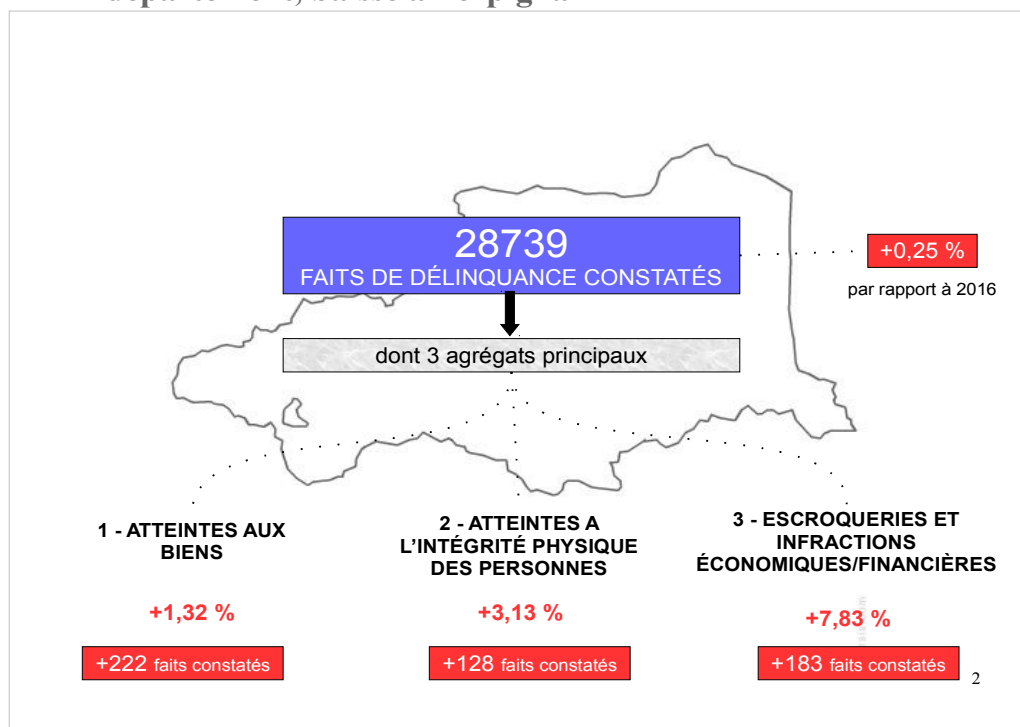 28739
FAITS DE DÉLINQUANCE CONSTATÉS
+0,25 %
par rapport à 2016
dont 3 agrégats principaux
1 - ATTEINTES AUX
BIENS
+1,32 %
+222 faits constatés
2 - ATTEINTES A
L’INTÉGRITÉ PHYSIQUE
DES PERSONNES
+3,13 %
+128 faits constatés
3 - ESCROQUERIES ET
INFRACTIONS
ÉCONOMIQUES/FINANCIÈRES
+7,83 %
+183 faits constatés
2